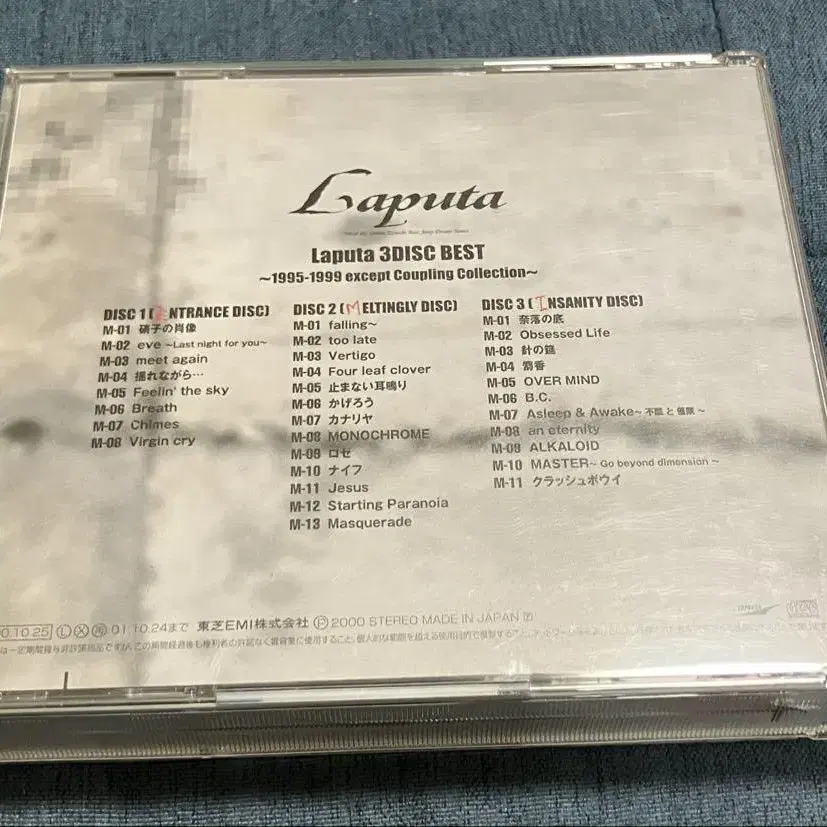 Laputa
Laputa 3DISC BEST
~1995-1999 except Coupling Collection~
DISC 1 (ENTRANCE DISC)
M-01 硝子の肖像
M-02 eve ~Last night for you~
M-03 meet again
M-04 揺れながら…
M-05 Feelin' the sky
M-06 Breath
M-07 Chimes
M-08 Virgin cry
DISC 2 (MELTINGLY DISC)
M-01 falling~
M-02 too late
M-03 Vertigo
M-04 Four leaf clover
M-05 止まない耳鳴り
M-06 かげろう
M-07 カナリヤ
M-08 MONOCHROME
M-09 ロゼ
M-10 ナイフ
M-11 Jesus
M-12 Starting Paranoia
M-13 Masquerade
DISC 3 (INSANITY DISC)
M-01 奈落の底
M-02 Obsessed Life
M-03 針の筵
M-04 麝香
M-05 OVER MIND
M-06 B.C.
M-07 Asleep & Awake~不眠と催眠~
M-08 an eternity
M-09 ALKALOID
M-10 MASTER~Go beyond dimension~
M-11 クラッシュボウイ
0.10.25 Ⓛ Ⓧ 01.10.24まで 東芝EMI株式会社 Ⓟ2000 STEREO MADE IN JAPAN